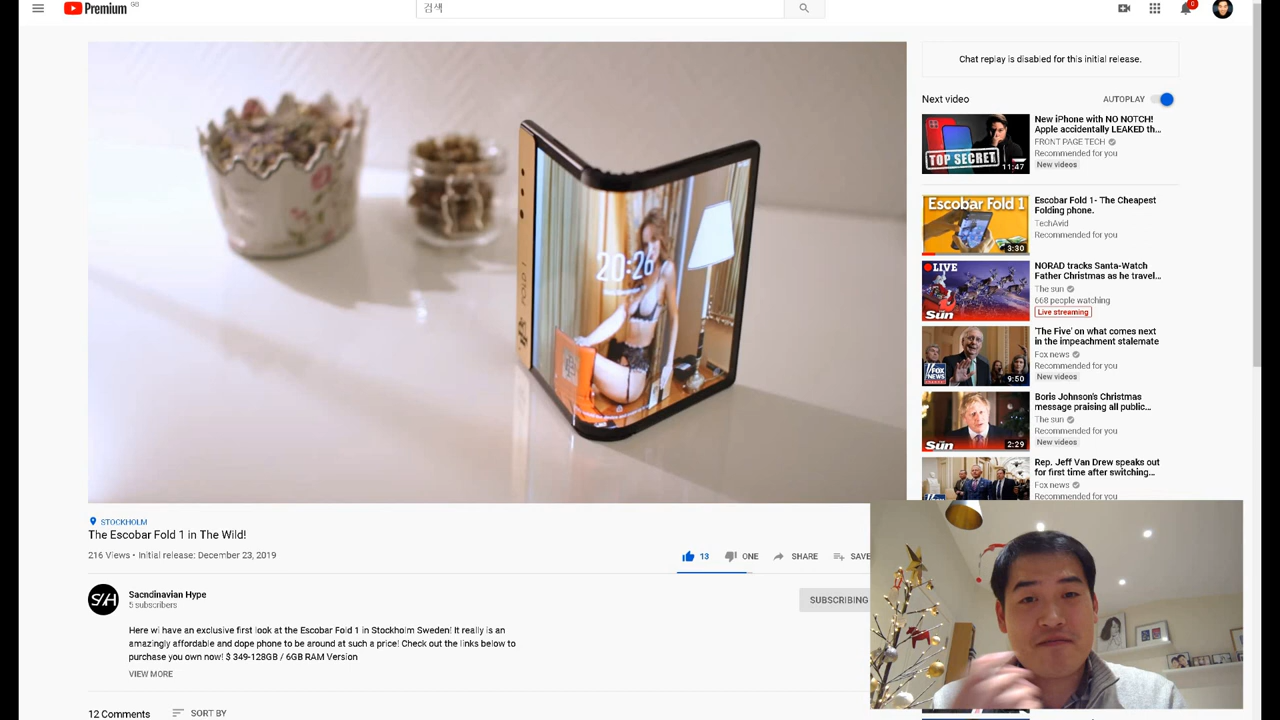 Premium GB
검색
0
20:26
FOLD 1
STOCKHOLM
The Escobar Fold 1 in The Wild!
216 Views • Initial release: December 23, 2019
13
ONE
SHARE
SAVE
Sacndinavian Hype
5 subscribers
SUBSCRIBING
S/H
Here wi have an exclusive first look at the Escobar Fold 1 in Stockholm Sweden! It really is an
amazingly affordable and dope phone to be around at such a price! Check out the links below to
purchase you own now! $ 349-128GB / 6GB RAM Version
VIEW MORE
12 Comments
SORT BY
Chat replay is disabled for this initial release.
Next video
AUTOPLAY
TOP SECRET
11:47
New iPhone with NO NOTCH!
Apple accidentally LEAKED th...
FRONT PAGE TECH
Recommended for you
New videos
Escobar Fold 1
3:30
Escobar Fold 1- The Cheapest
Folding phone.
TechAvid
Recommended for you
LIVE
Sun
NORAD tracks Santa-Watch
Father Christmas as he travel...
The sun
668 people watching
Live streaming
FOX NEWS
9:50
'The Five' on what comes next
in the impeachment stalemate
Fox news
Recommended for you
New videos
Sun
2:29
Boris Johnson's Christmas
message praising all public...
The sun
Recommended for you
New videos
Rep. Jeff Van Drew speaks out
for first time after switching...
Fox news
Recommended for you